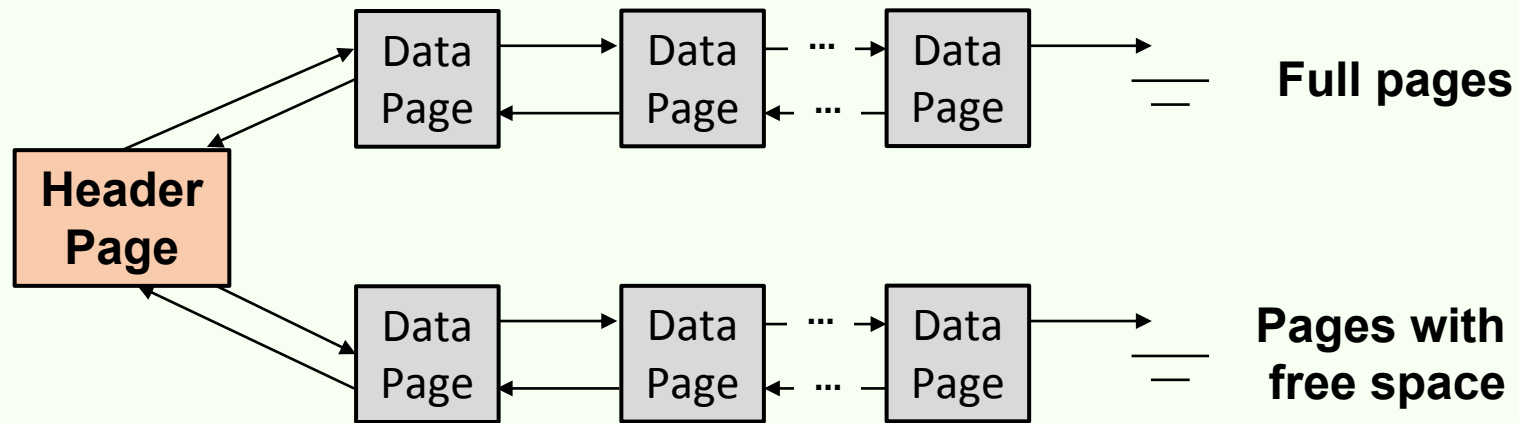 Data
Page
Data
Page
...
...
Data
Page
Full pages
Header
Page
Data
Page
Data
Page
...
...
Data
Page
Pages with
free space